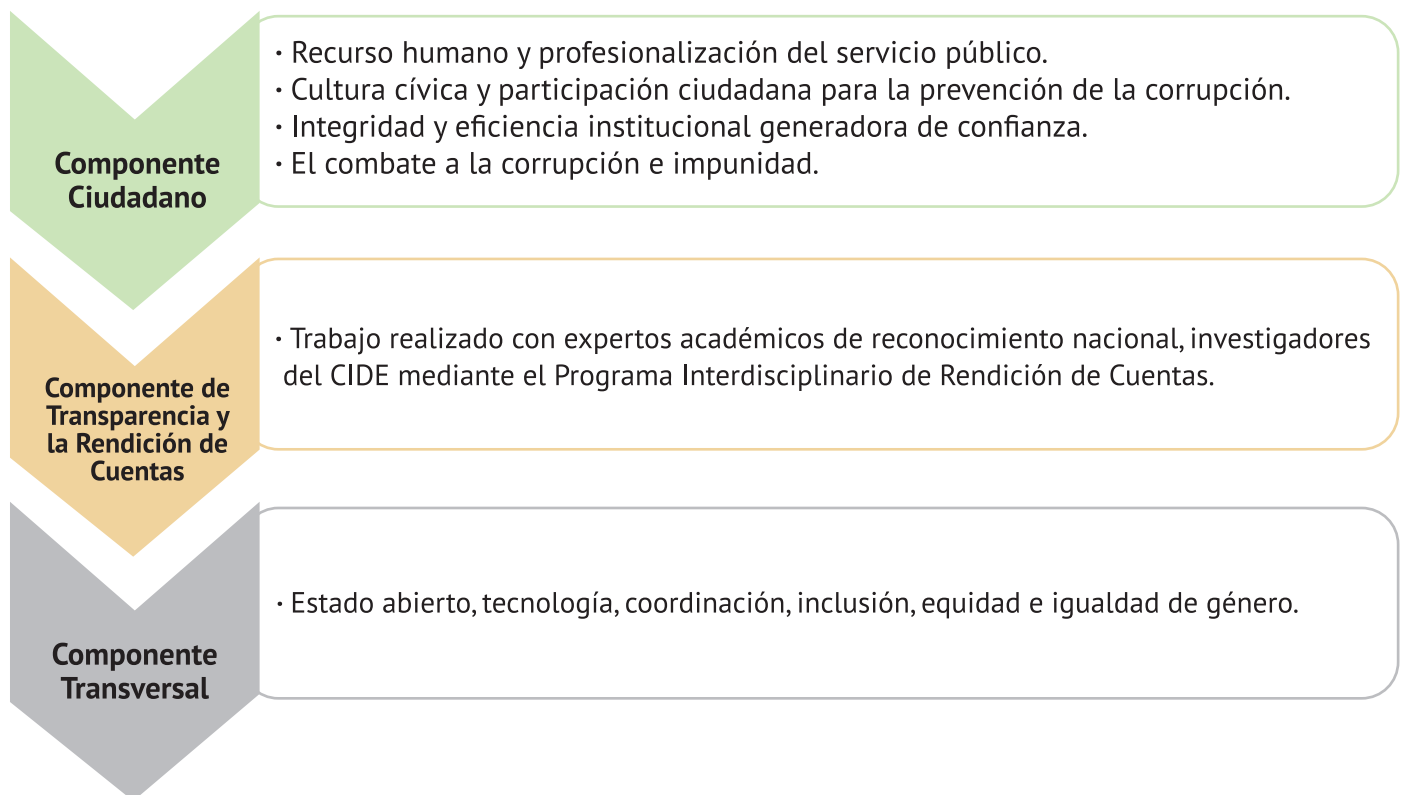 Componente
Ciudadano
· Recurso humano y profesionalización del servicio público.
· Cultura cívica y participación ciudadana para la prevención de la corrupción.
· Integridad y eficiencia institucional generadora de confianza.
· El combate a la corrupción e impunidad.
Componente de
Transparencia y
la Rendición de
Cuentas
· Trabajo realizado con expertos académicos de reconocimiento nacional, investigadores
del CIDE mediante el Programa Interdisciplinario de Rendición de Cuentas.
Componente
Transversal
· Estado abierto, tecnología, coordinación, inclusión, equidad e igualdad de género.